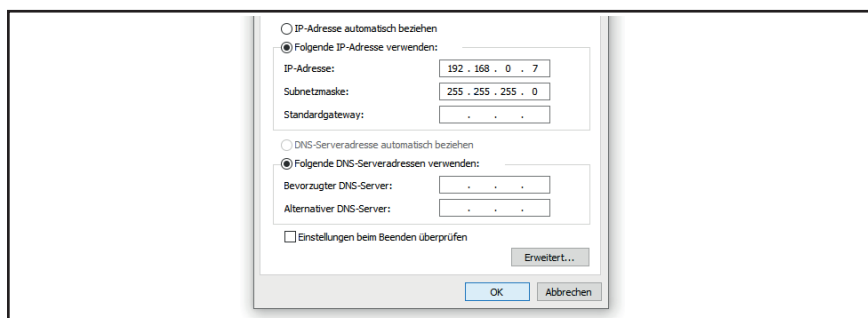 IP-Adresse automatisch beziehen
Folgende IP-Adresse verwenden:
IP-Adresse: 192 . 168 . 0 . 7
Subnetzmaske: 255 . 255 . 255 . 0
Standardgateway: . . .
DNS-Serveradresse automatisch beziehen
Folgende DNS-Serveradressen verwenden:
Bevorzugter DNS-Server: . . .
Alternativer DNS-Server: . . .
Einstellungen beim Beenden überprüfen
Erweitert...
OK Abbrechen